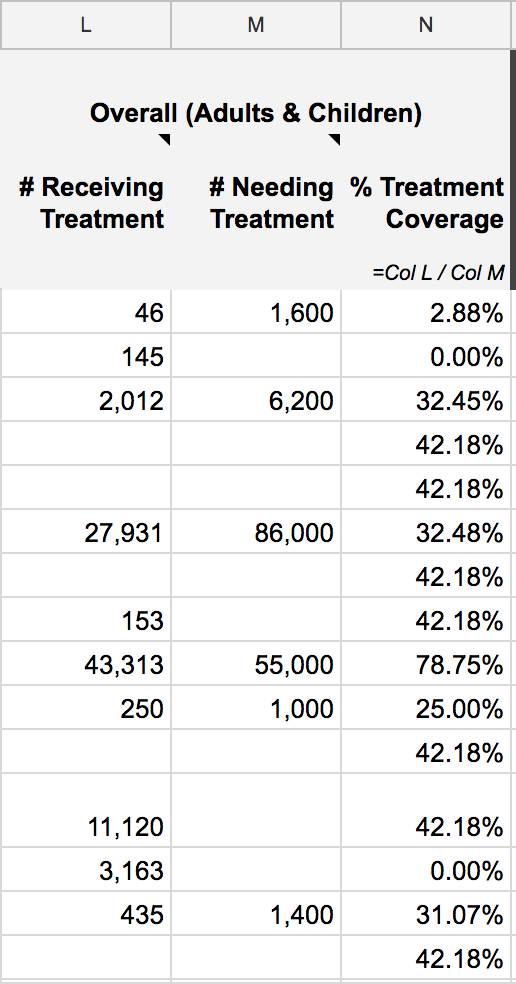 L M N
Overall (Adults & Children)
# Receiving # Needing % Treatment
Treatment Treatment Coverage
=Col L / Col M
46 1,600 2.88%
145 0.00%
2,012 6,200 32.45%
42.18%
42.18%
27,931 86,000 32.48%
42.18%
153 42.18%
43,313 55,000 78.75%
250 1,000 25.00%
42.18%
11,120 42.18%
3,163 0.00%
435 1,400 31.07%
42.18%